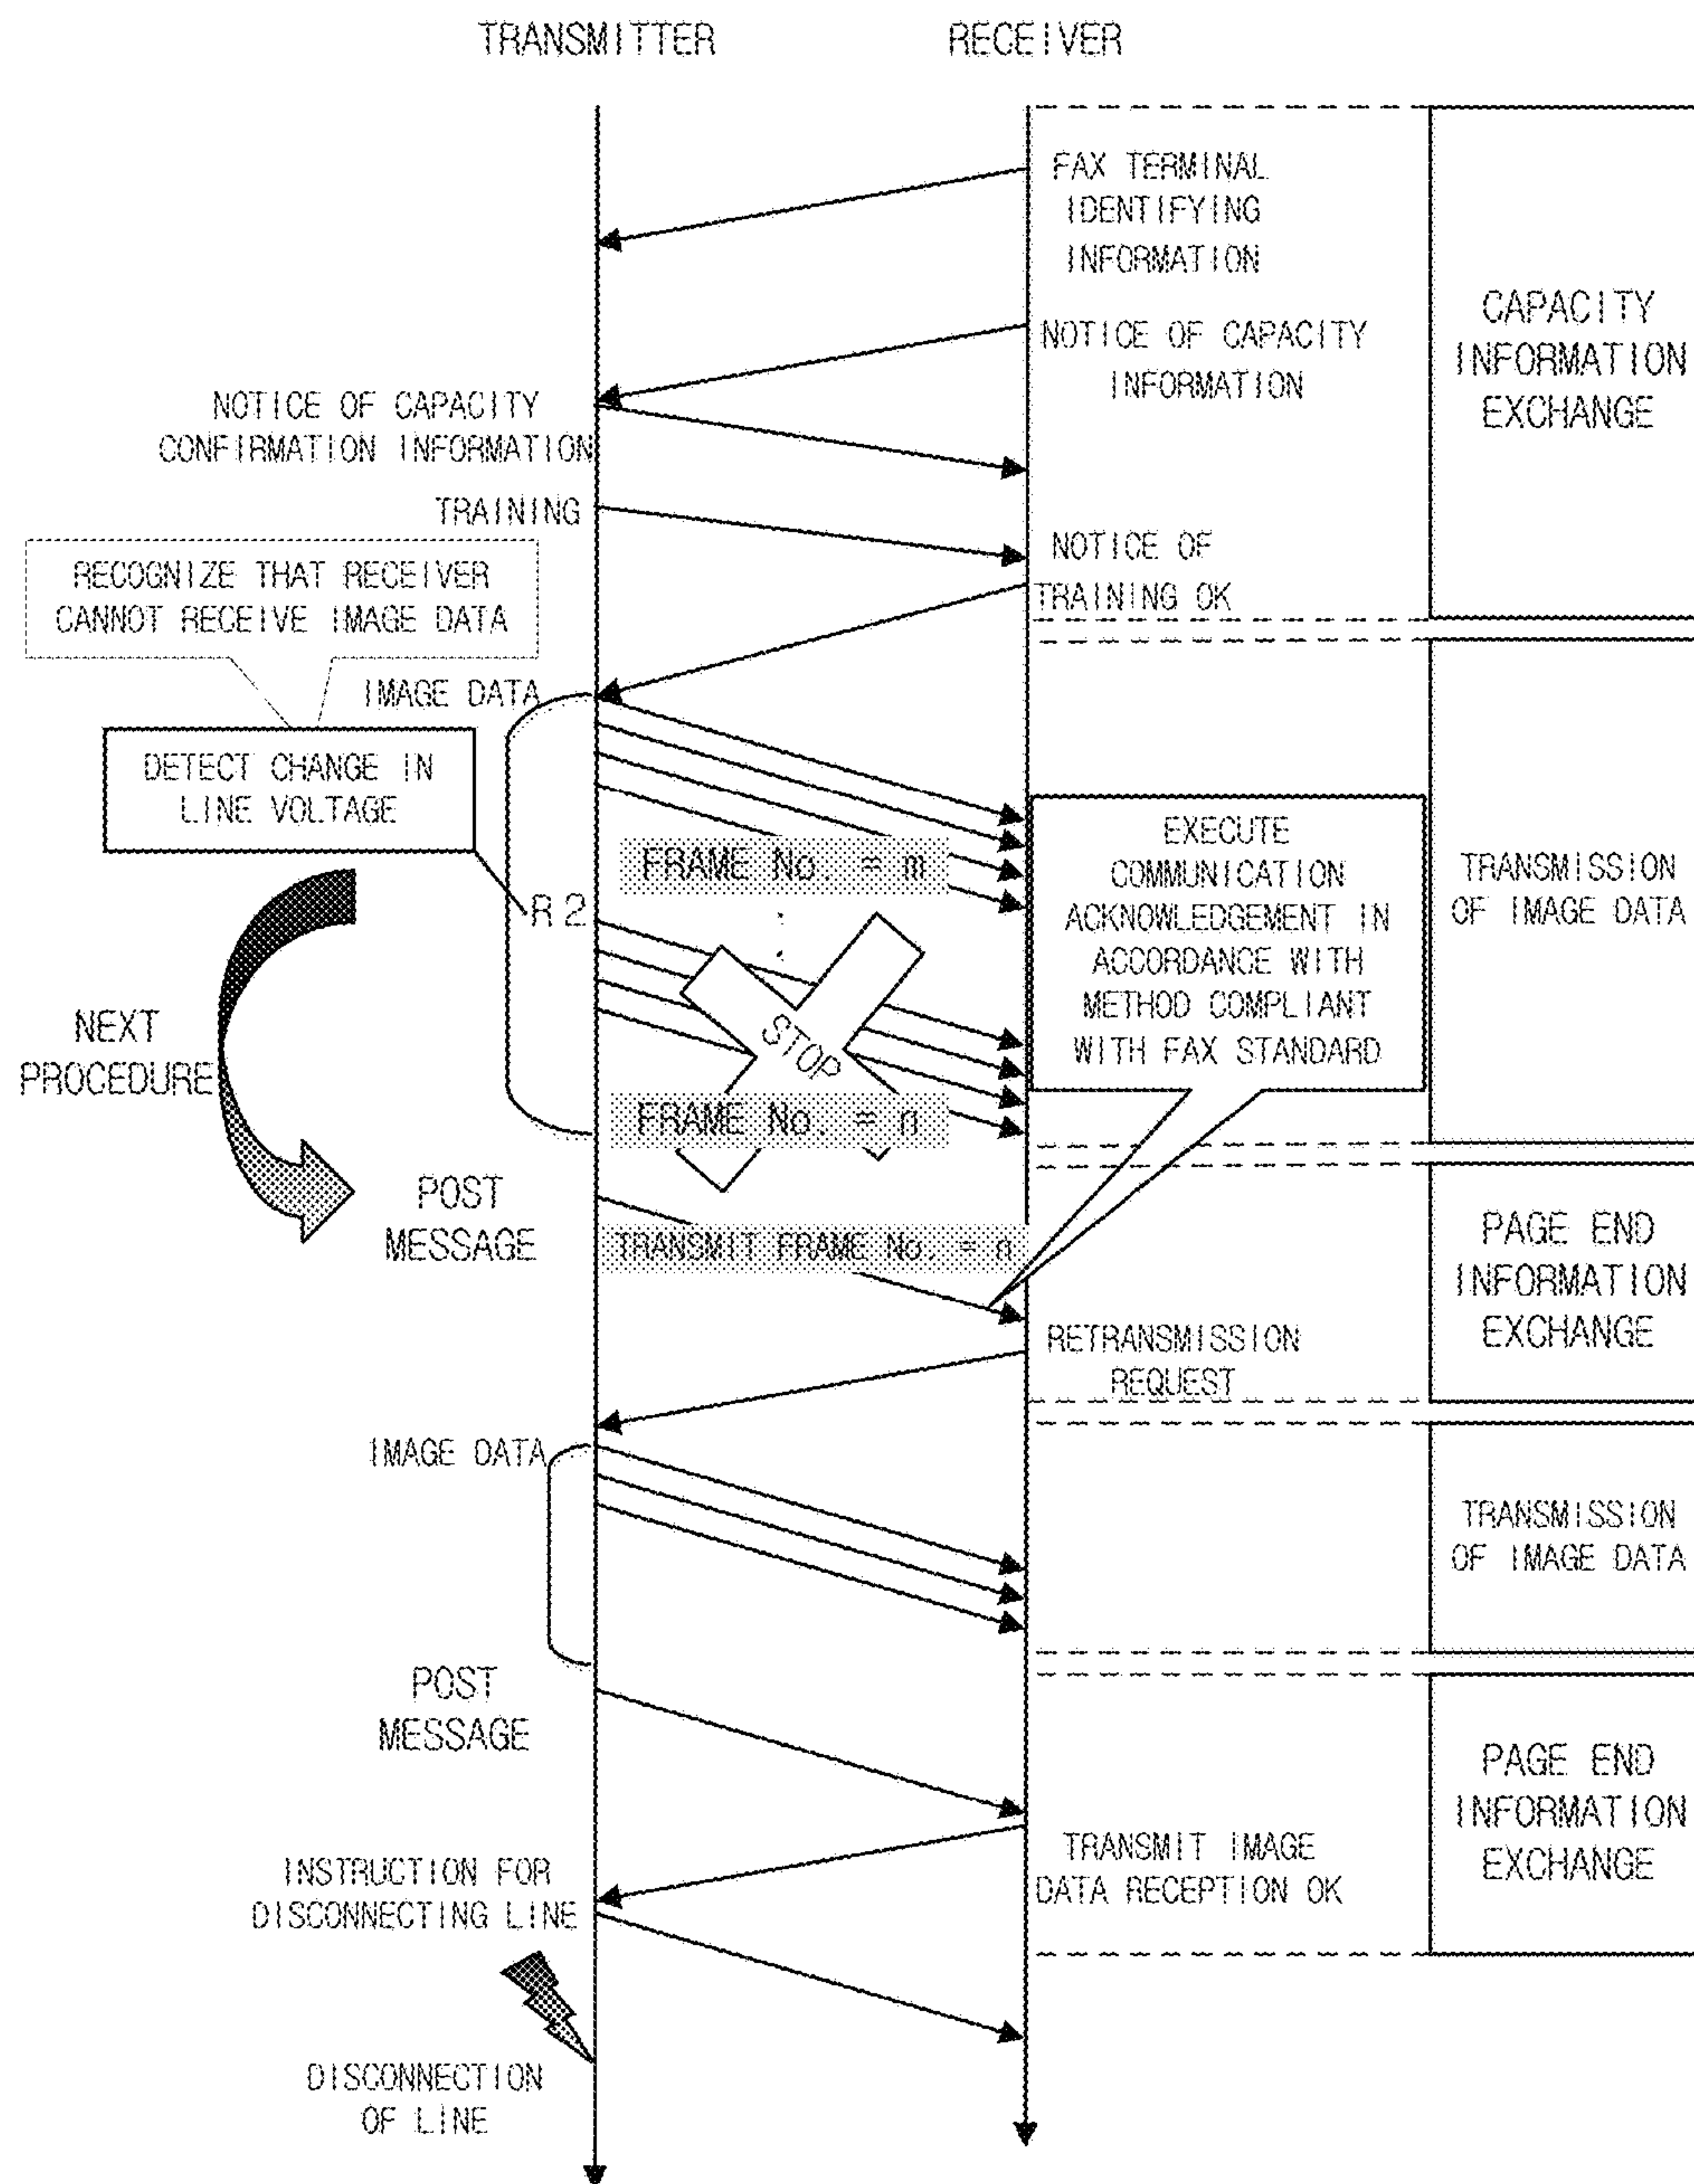 TRANSMITTER
RECEIVER
FAX TERMINAL
IDENTIFYING
INFORMATION
NOTICE OF CAPACITY
INFORMATION
CAPACITY
INFORMATION
EXCHANGE
NOTICE OF CAPACITY
CONFIRMATION INFORMATION
TRAINING
NOTICE OF
TRAINING OK
RECOGNIZE THAT RECEIVER
CANNOT RECEIVE IMAGE DATA
IMAGE DATA
DETECT CHANGE IN
LINE VOLTAGE
FRAME No. = m
R2
STOP
FRAME No. = n
EXECUTE
COMMUNICATION
ACKNOWLEDGEMENT IN
ACCORDANCE WITH
METHOD COMPLIANT
WITH FAX STANDARD
TRANSMISSION
OF IMAGE DATA
NEXT
PROCEDURE
POST
MESSAGE
TRANSMIT FRAME No. = n
RETRANSMISSION
REQUEST
PAGE END
INFORMATION
EXCHANGE
IMAGE DATA
TRANSMISSION
OF IMAGE DATA
POST
MESSAGE
TRANSMIT IMAGE
DATA RECEPTION OK
PAGE END
INFORMATION
EXCHANGE
INSTRUCTION FOR
DISCONNECTING LINE
DISCONNECTION
OF LINE